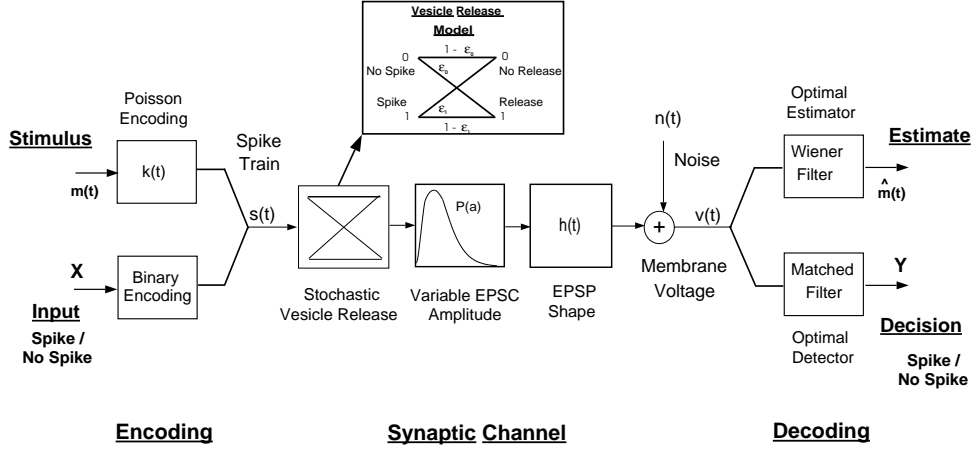 Vesicle Release
Model
1 - ε₀
0
0
No Spike
ε₀
No Release
Spike
ε₁
Release
1
1
1 - ε₁
Poisson
Encoding
Stimulus
k(t)
m(t)
Spike
Train
s(t)
X
Binary
Encoding
Input
Spike /
No Spike
P(a)
h(t)
Stochastic
Vesicle Release
Variable EPSC
Amplitude
EPSP
Shape
n(t)
Noise
+
v(t)
Membrane
Voltage
Optimal
Estimator
Wiener
Filter
Estimate
m̂(t)
Matched
Filter
Y
Optimal
Detector
Decision
Spike /
No Spike
Encoding
Synaptic Channel
Decoding